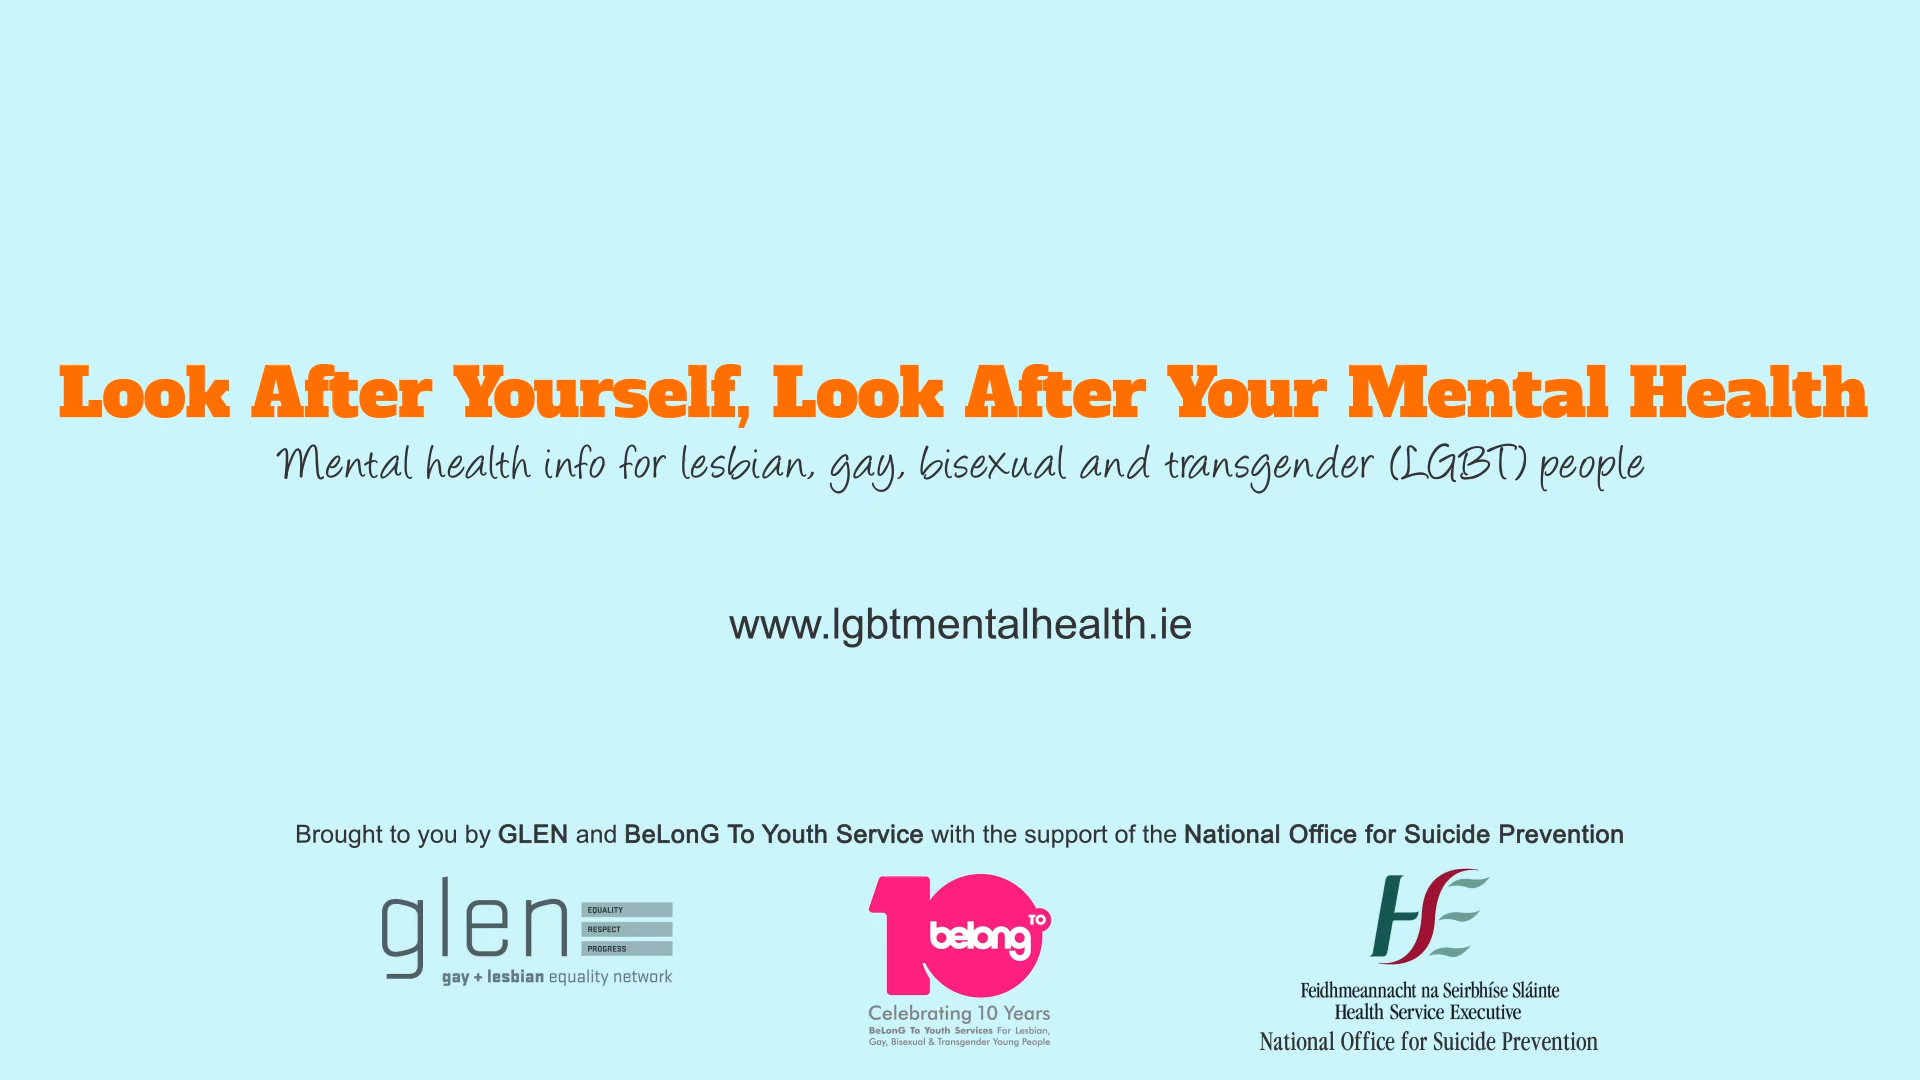 Look After Yourself, Look After Your Mental Health
Mental health info for lesbian, gay, bisexual and transgender (LGBT) people
www.lgbtmentalhealth.ie
Brought to you by GLEN and BeLonG To Youth Service with the support of the National Office for Suicide Prevention
glen
EQUALITY
RESPECT
PROGRESS
gay + lesbian equality network
10
belong TO
Celebrating 10 Years
BeLonG To Youth Services For Lesbian,
Gay, Bisexual & Transgender Young People
HSE
Feidhmeannacht na Seirbhíse Sláinte
Health Service Executive
National Office for Suicide Prevention